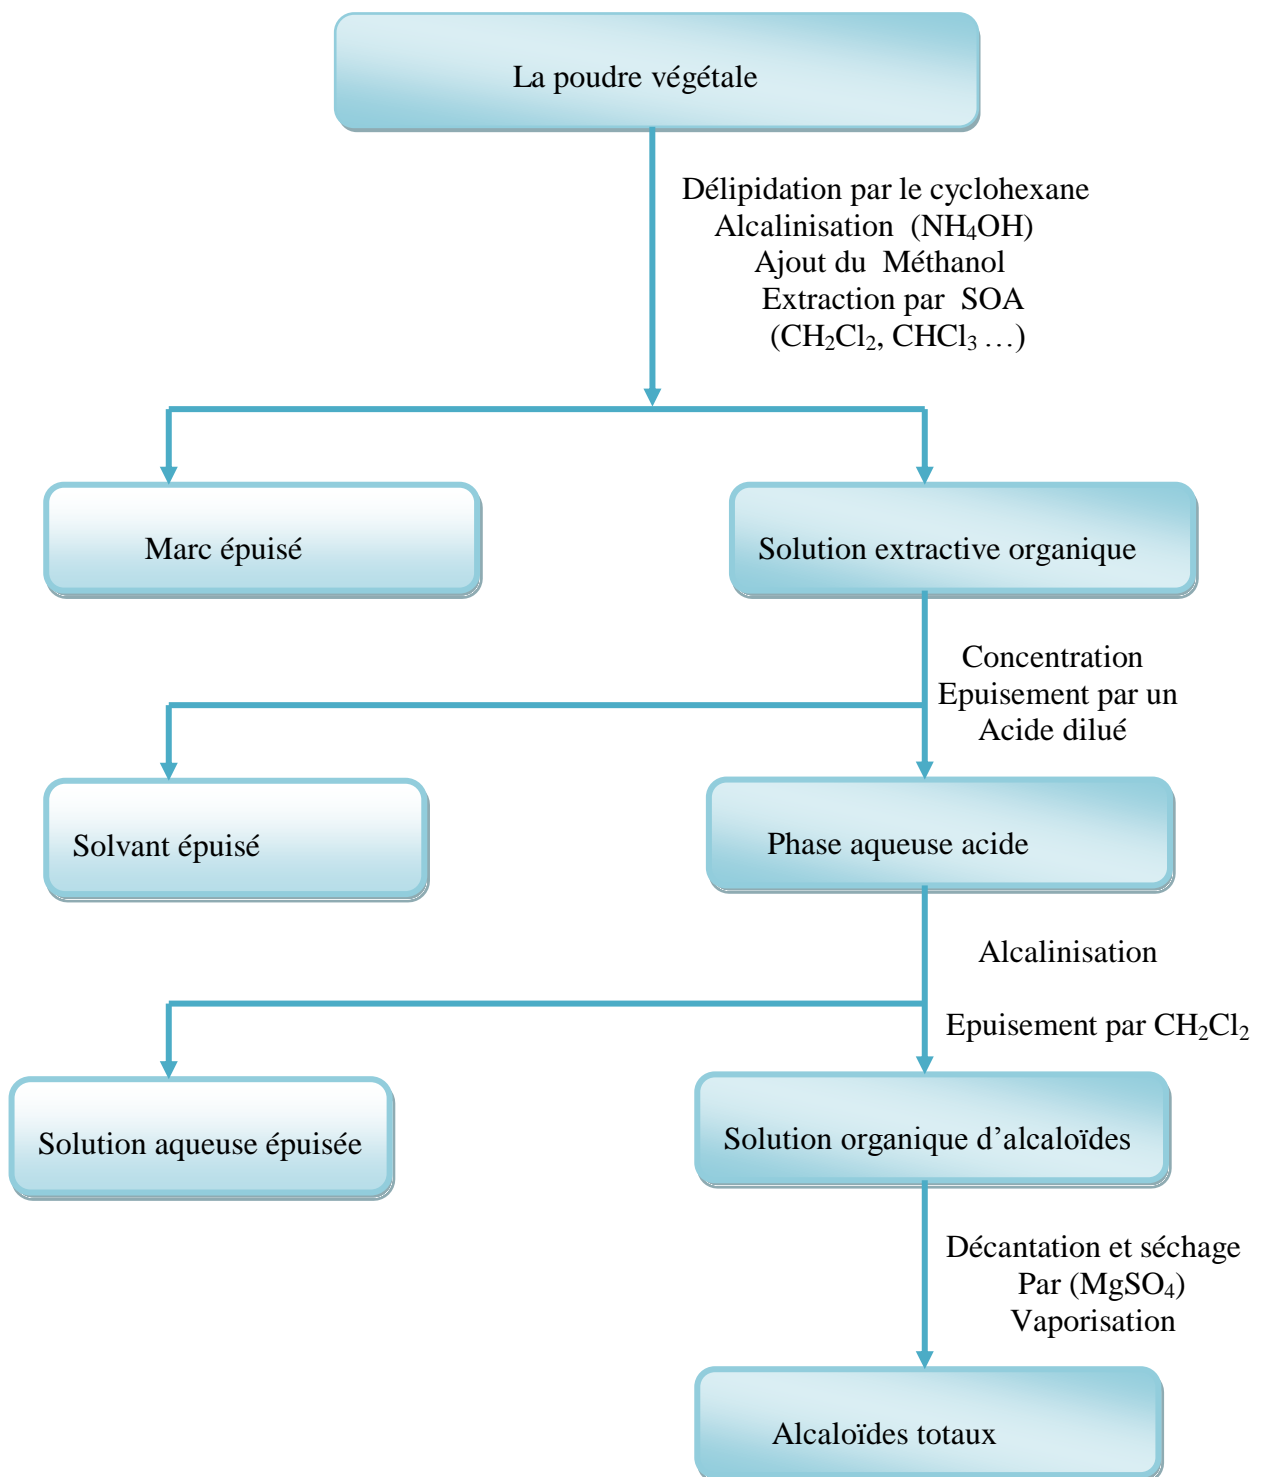 La poudre végétale
Délipidation par le cyclohexane
Alcalinisation (NH₄OH)
Ajout du Méthanol
Extraction par SOA
(CH₂Cl₂, CHCl₃ …)
Marc épuisé
Solution extractive organique
Concentration
Epuisement par un
Acide dilué
Solvant épuisé
Phase aqueuse acide
Alcalinisation
Epuisement par CH₂Cl₂
Solution aqueuse épuisée
Solution organique d’alcaloïdes
Décantation et séchage
Par (MgSO₄)
Vaporisation
Alcaloïdes totaux